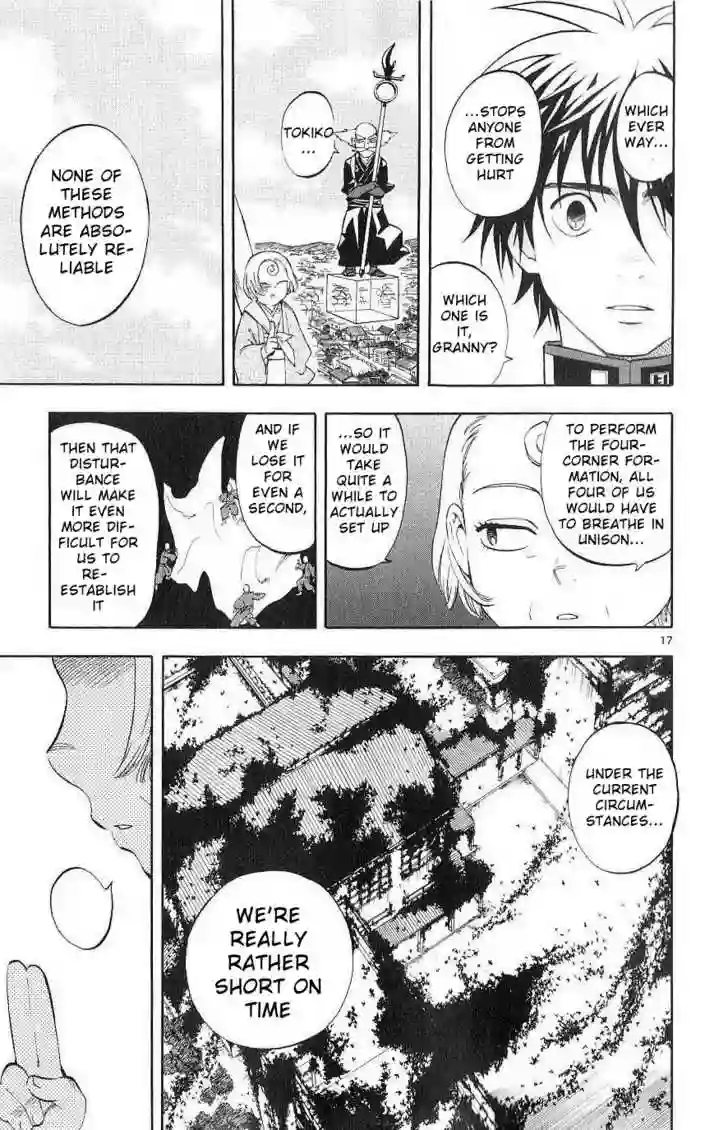 WHICH
EVER
WAY...
...STOPS
ANYONE
FROM
GETTING
HURT
WHICH
ONE IS
IT,
GRANNY?
TOKIKO
...
NONE OF
THESE
METHODS
ARE ABSO-
LUTELY RE-
LIABLE
TO PERFORM
THE FOUR-
CORNER FOR-
MATION, ALL
FOUR OF US
WOULD HAVE
TO BREATHE IN
UNISON...
...SO IT
WOULD
TAKE
QUITE A
WHILE TO
ACTUALLY
SET UP
AND IF
WE
LOSE IT
FOR
EVEN A
SECOND,
THEN THAT
DISTUR-
BANCE
WILL MAKE
IT EVEN
MORE DIF-
FICULT FOR
US TO
RE-
ESTABLISH
IT
17
UNDER THE
CURRENT
CIRCUM-
STANCES...
WE'RE
REALLY
RATHER
SHORT ON
TIME